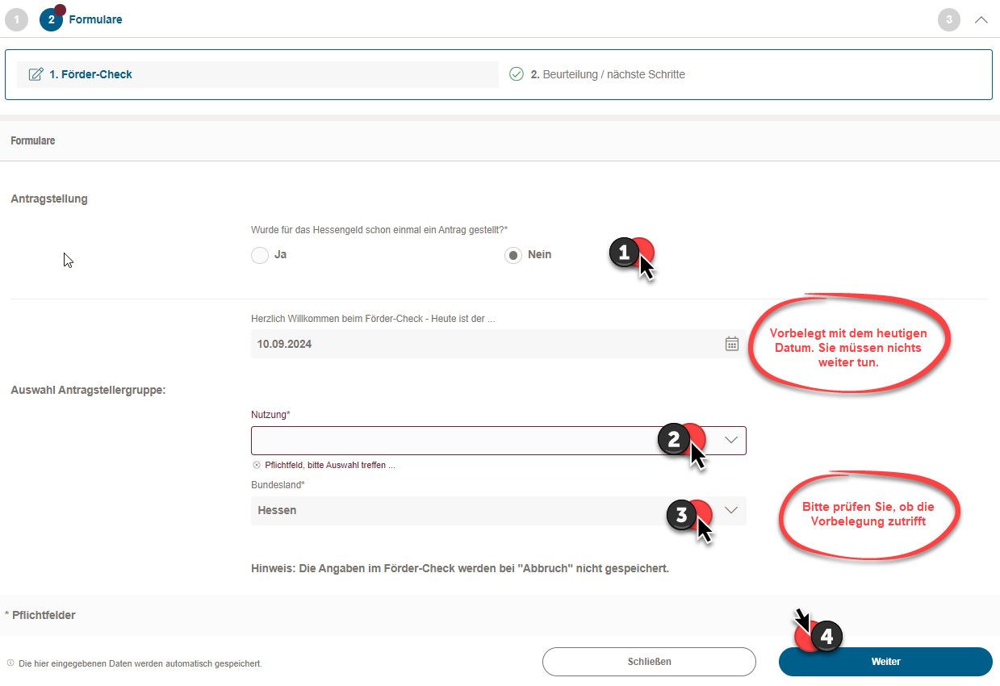 1
2
Formulare
3
1. Förder-Check
2. Beurteilung / nächste Schritte
Formulare
Antragstellung
Wurde für das Hessengeld schon einmal ein Antrag gestellt?*
Ja
Nein
1
Herzlich Willkommen beim Förder-Check - Heute ist der ...
10.09.2024
Vorbelegt mit dem heutigen
Datum. Sie müssen nichts
weiter tun.
Auswahl Antragstellergruppe:
Nutzung*
2
Pflichtfeld, bitte Auswahl treffen ...
Bundesland*
Hessen
3
Bitte prüfen Sie, ob die
Vorbelegung zutrifft
Hinweis: Die Angaben im Förder-Check werden bei "Abbruch" nicht gespeichert.
* Pflichtfelder
4
Die hier eingegebenen Daten werden automatisch gespeichert.
Schließen
Weiter